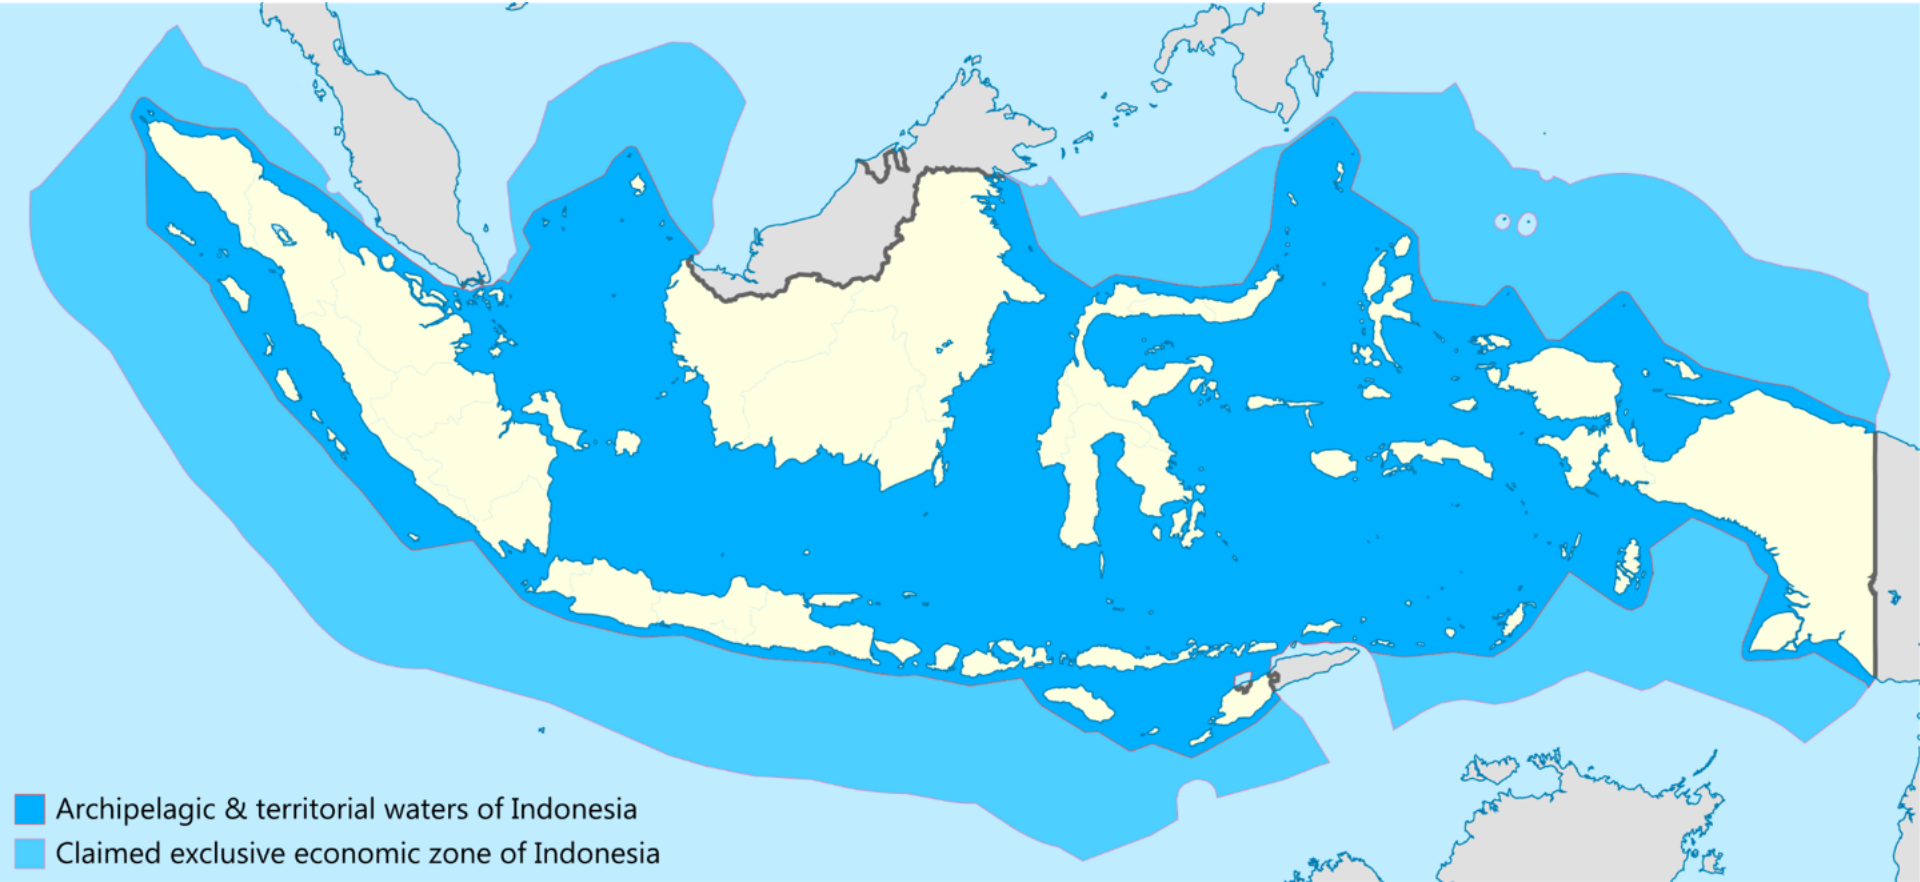 Archipelagic & territorial waters of Indonesia
Claimed exclusive economic zone of Indonesia